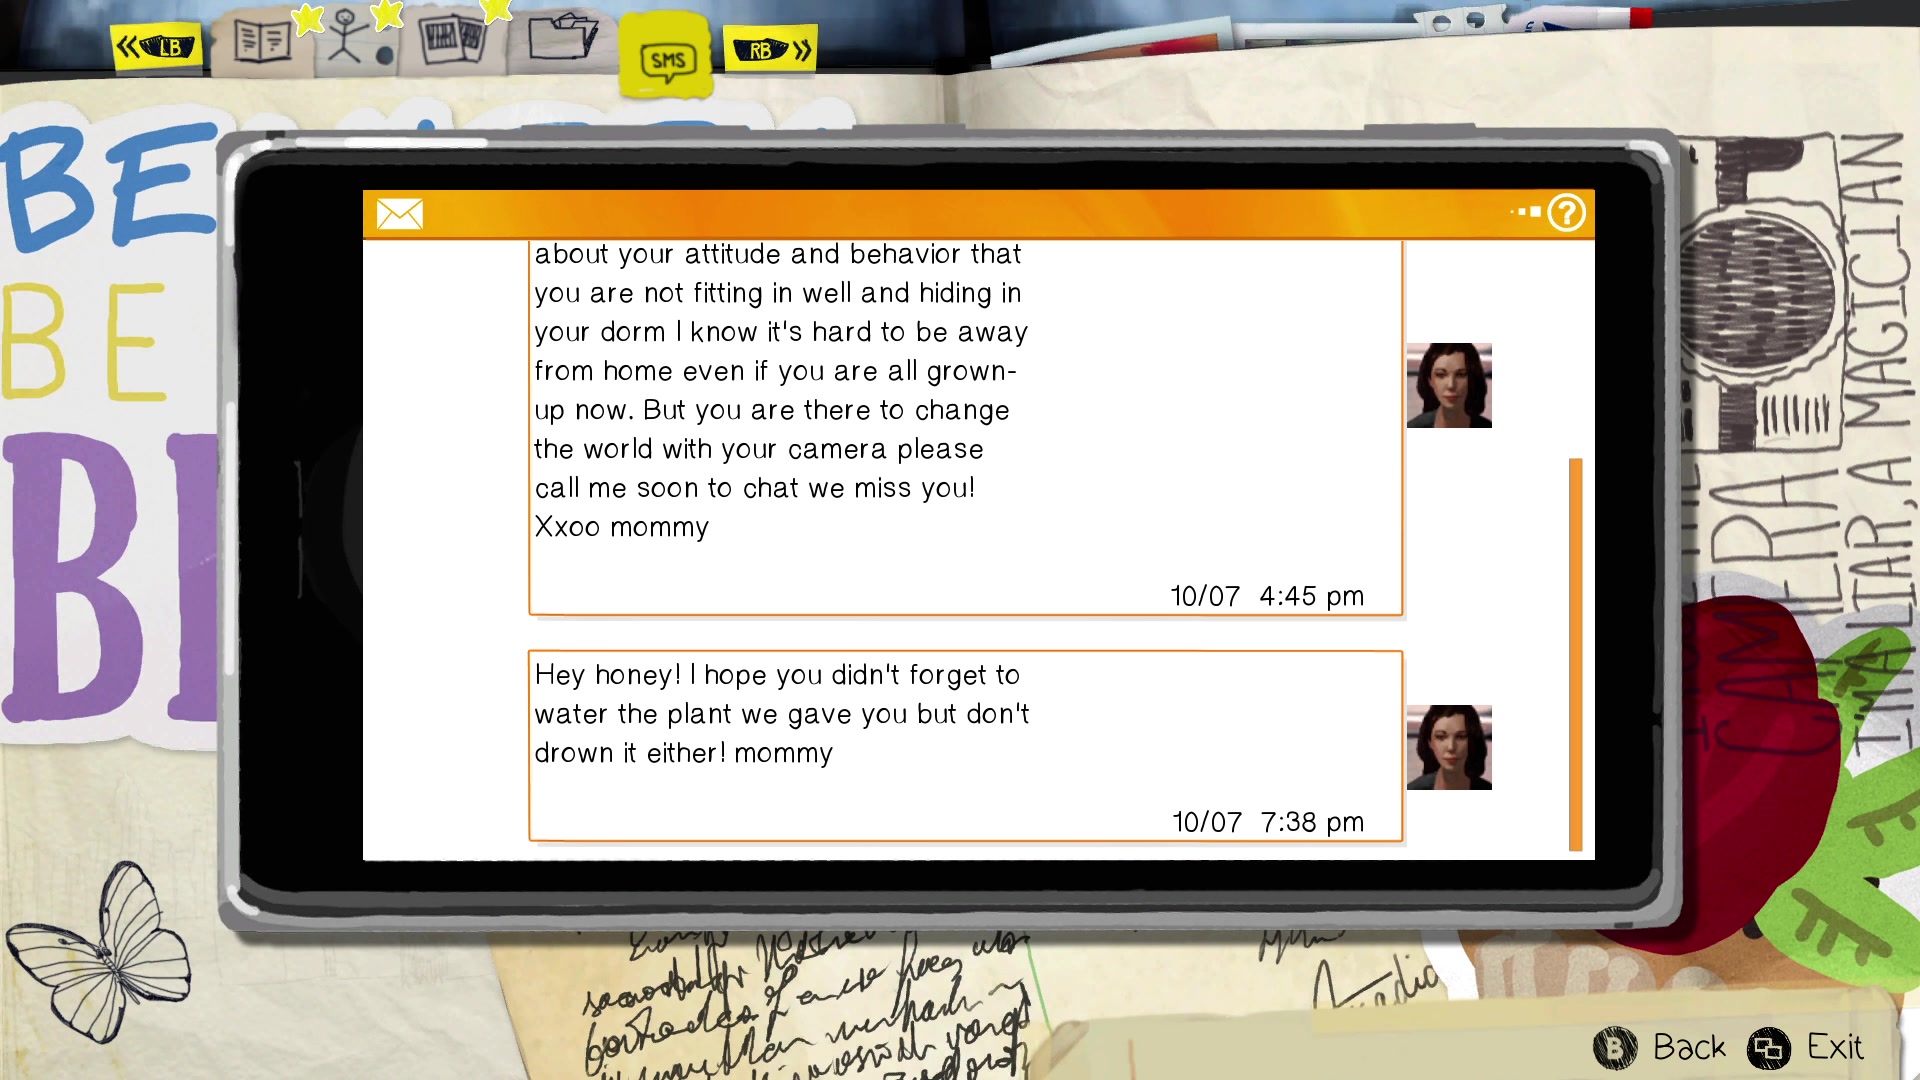 LB
SMS
RB
BE
BE
about your attitude and behavior that
you are not fitting in well and hiding in
your dorm I know it's hard to be away
from home even if you are all grown-
up now. But you are there to change
the world with your camera please
call me soon to chat we miss you!
Xxoo mommy
10/07 4:45 pm
Hey honey! I hope you didn't forget to
water the plant we gave you but don't
drown it either! mommy
10/07 7:38 pm
CAMERA
I'M A LIAR, A MAGICIAN
B Back
Exit